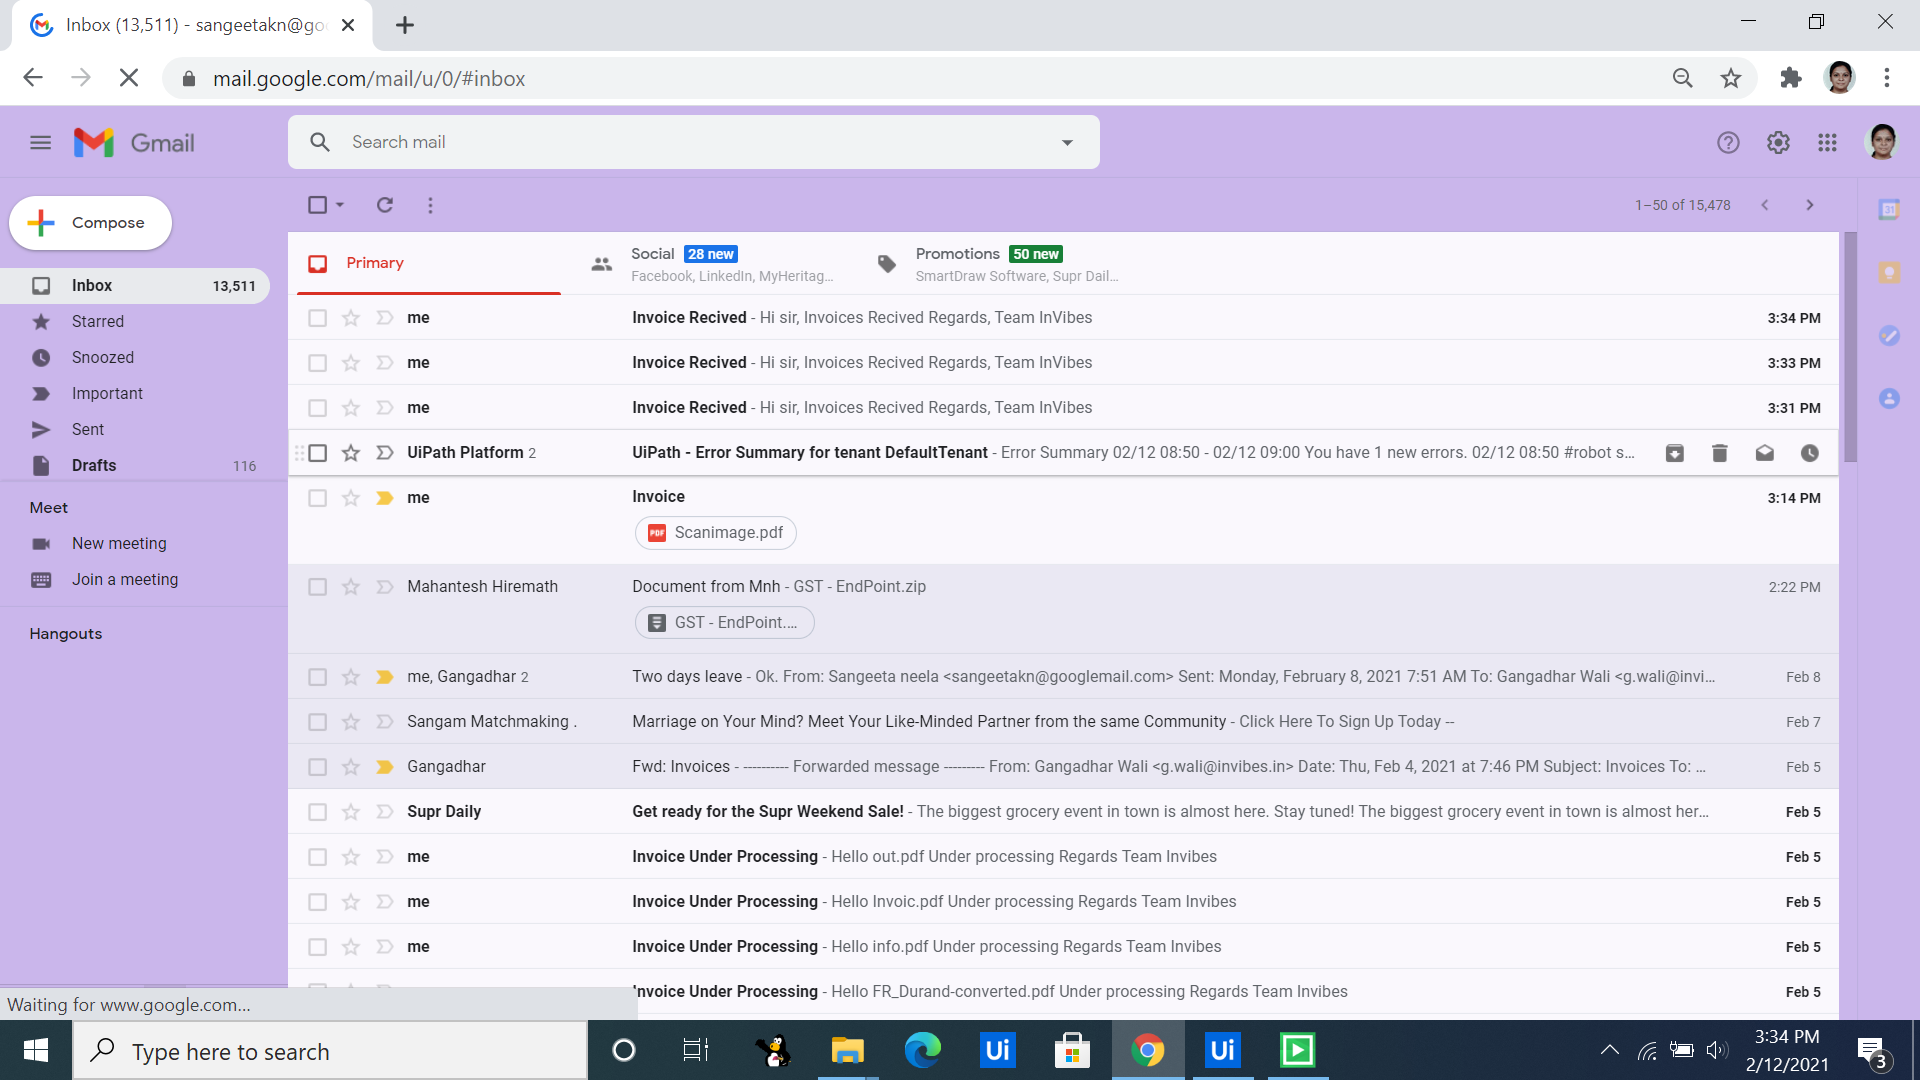 Inbox (13,511) - sangeetakn@goo
mail.google.com/mail/u/0/#inbox
Gmail
Search mail
Compose
1–50 of 15,478
31
Inbox 13,511
Starred
Snoozed
Important
Sent
Drafts 116
Meet
New meeting
Join a meeting
Hangouts
Primary
Social 28 new
Facebook, LinkedIn, MyHeritag...
Promotions 50 new
SmartDraw Software, Supr Dail...
me Invoice Recived - Hi sir, Invoices Recived Regards, Team InVibes 3:34 PM
me Invoice Recived - Hi sir, Invoices Recived Regards, Team InVibes 3:33 PM
me Invoice Recived - Hi sir, Invoices Recived Regards, Team InVibes 3:31 PM
UiPath Platform 2 UiPath - Error Summary for tenant DefaultTenant - Error Summary 02/12 08:50 - 02/12 09:00 You have 1 new errors. 02/12 08:50 #robot s...
me Invoice 3:14 PM
PDF Scanimage.pdf
Mahantesh Hiremath Document from Mnh - GST - EndPoint.zip 2:22 PM
GST - EndPoint....
me, Gangadhar 2 Two days leave - Ok. From: Sangeeta neela <sangeetakn@googlemail.com> Sent: Monday, February 8, 2021 7:51 AM To: Gangadhar Wali <g.wali@invi... Feb 8
Sangam Matchmaking . Marriage on Your Mind? Meet Your Like-Minded Partner from the same Community - Click Here To Sign Up Today -- Feb 7
Gangadhar Fwd: Invoices - ---------- Forwarded message --------- From: Gangadhar Wali <g.wali@invibes.in> Date: Thu, Feb 4, 2021 at 7:46 PM Subject: Invoices To: ... Feb 5
Supr Daily Get ready for the Supr Weekend Sale! - The biggest grocery event in town is almost here. Stay tuned! The biggest grocery event in town is almost her... Feb 5
me Invoice Under Processing - Hello out.pdf Under processing Regards Team Invibes Feb 5
me Invoice Under Processing - Hello Invoic.pdf Under processing Regards Team Invibes Feb 5
me Invoice Under Processing - Hello info.pdf Under processing Regards Team Invibes Feb 5
Invoice Under Processing - Hello FR_Durand-converted.pdf Under processing Regards Team Invibes Feb 5
Waiting for www.google.com...
Type here to search
Ui
Ui
3:34 PM
2/12/2021
3